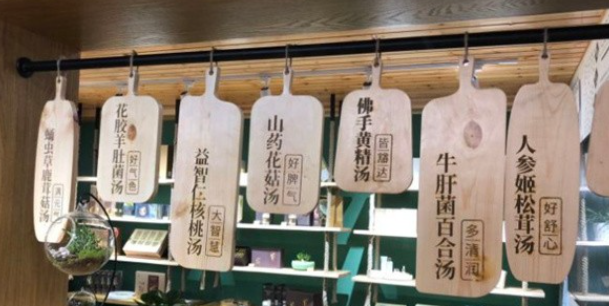 蛹虫草鹿茸菇汤
满元气
花胶羊肚菌汤
好气色
益智仁核桃汤
大智慧
山药花菇汤
好脾气
佛手黄精汤
皆豁达
牛肝菌百合汤
多清润
人参姬松茸汤
好舒心